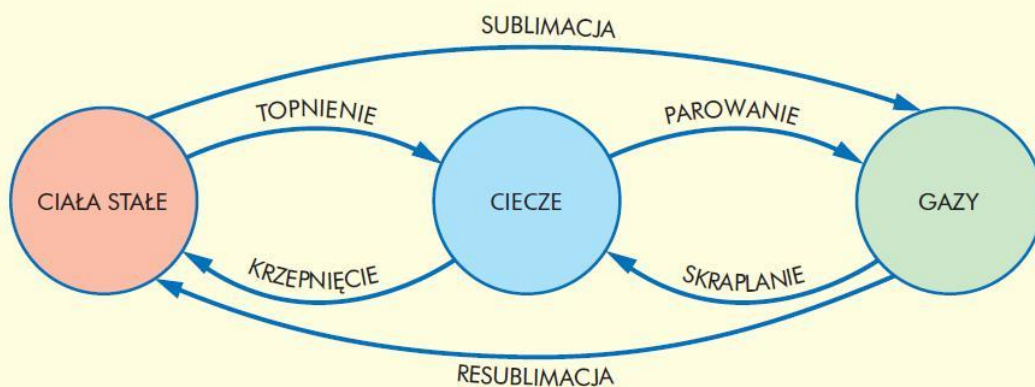 SUBLIMACJA
TOPNIENIE
PAROWANIE
CIAŁA STAŁE
CIECZE
GAZY
KRZEPNIĘCIE
SKRAPLANIE
RESUBLIMACJA